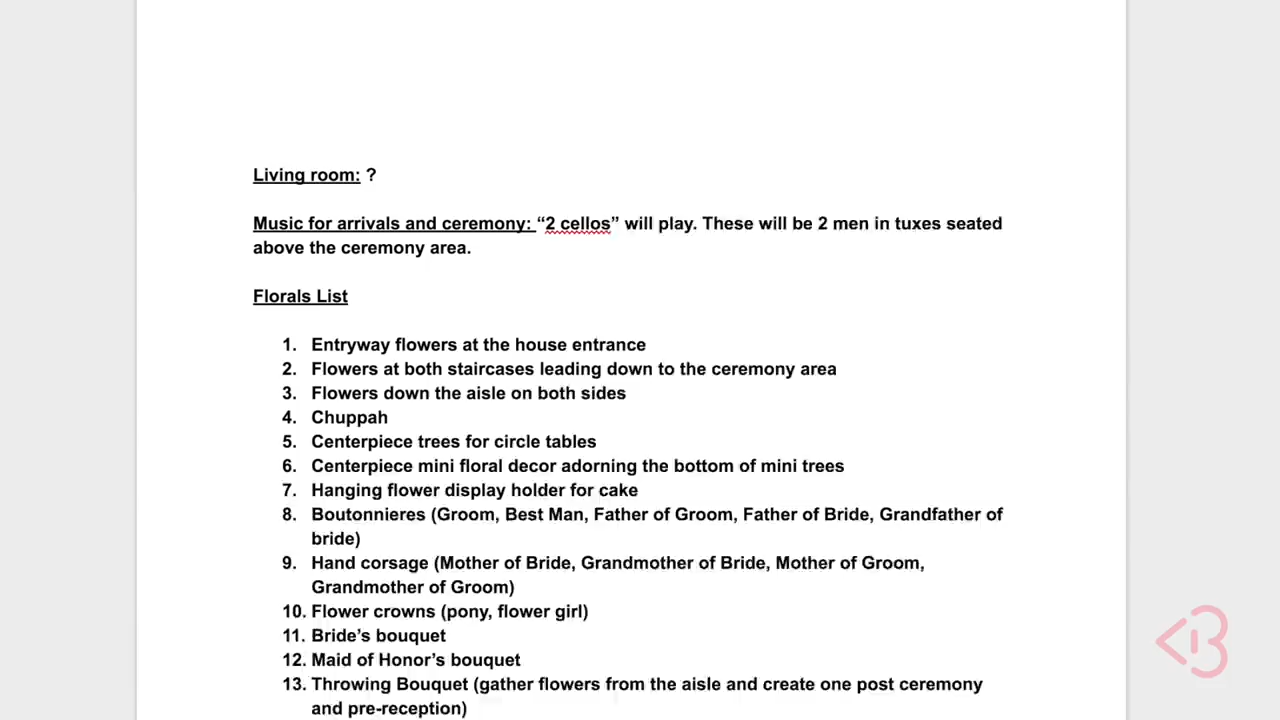 Living room: ?
Music for arrivals and ceremony: “2 cellos” will play. These will be 2 men in tuxes seated
above the ceremony area.
Florals List
1. Entryway flowers at the house entrance
2. Flowers at both staircases leading down to the ceremony area
3. Flowers down the aisle on both sides
4. Chuppah
5. Centerpiece trees for circle tables
6. Centerpiece mini floral decor adorning the bottom of mini trees
7. Hanging flower display holder for cake
8. Boutonnieres (Groom, Best Man, Father of Groom, Father of Bride, Grandfather of
bride)
9. Hand corsage (Mother of Bride, Grandmother of Bride, Mother of Groom,
Grandmother of Groom)
10. Flower crowns (pony, flower girl)
11. Bride’s bouquet
12. Maid of Honor’s bouquet
13. Throwing Bouquet (gather flowers from the aisle and create one post ceremony
and pre-reception)